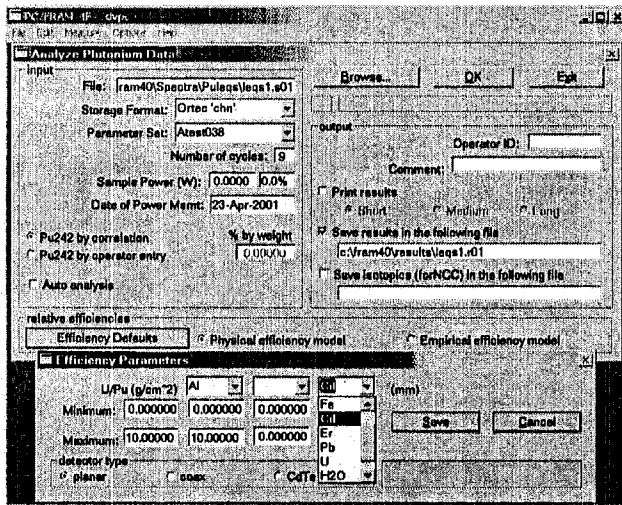 PC/FRAM
File Edit Measure Options Help
Analyze Plutonium Data
input
File: ram40\Spectra\Puleqs\leqs1.s01
Browse... OK Exit
Storage Format: Ortec 'chn'
Parameter Set: Atest038
Number of cycles: 9
Sample Power (W): 0.0000 0.0%
Date of Power Msmt: 23-Apr-2001
Pu242 by correlation
% by weight
Pu242 by operator entry 0.00000
Auto analysis
output
Operator ID:
Comment:
Print results
Short Medium Long
Save results in the following file
c:\fram40\results\leqs1.r01
Save isotopics (forNCC) in the following file
relative efficiencies
Efficiency Defaults Physical efficiency model Empirical efficiency model
Efficiency Parameters
U/Pu (g/cm^2) Al (mm)
Minimum: 0.000000 0.000000 0.000000
Maximum: 10.00000 10.00000 0.000000
Fe
Er
Pb
U
H2O
Save Cancel
detector type
planar coax CdTe